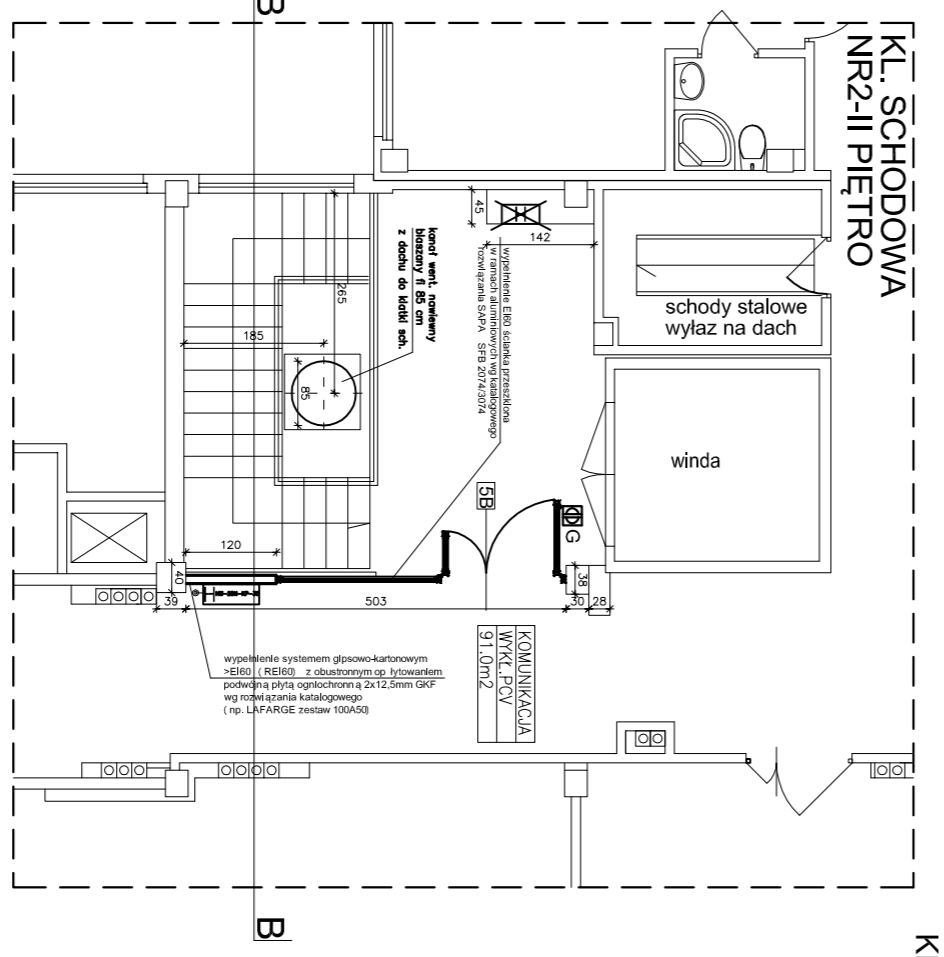 B
KL. SCHODOWA
NR2-II PIĘTRO
45
142
H
265
kanał went. nawiewny
blaszany fi 85 cm
z dachu do klatki sch.
wypełnienie EI60 ścianka przeszklona
w ramach aluminiowych wg katalogowego
rozwiązania SAPA SFB 2074/3074
schody stalowe
wyłaz na dach
185
85
winda
5B
G
120
40
39
503
38
30
28
wypełnienie systemem gipsowo-kartonowym
>EI60 ( REI60) z obustronnym op łytowaniem
podwójną płytą ogniochronn ą 2x12,5mm GKF
wg rozwiązania katalogowego
( np. LAFARGE zestaw 100A50)
KOMUNIKACJA
WYKŁ.PCV
91.0m2
B